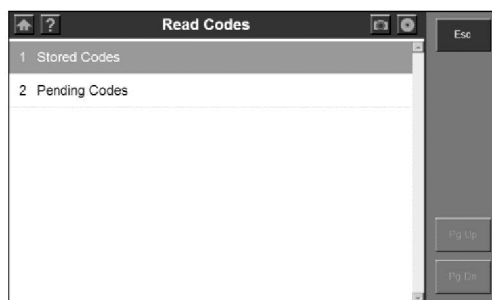 ? Read Codes
Esc
1 Stored Codes
2 Pending Codes
Pg Up
Pg Dn